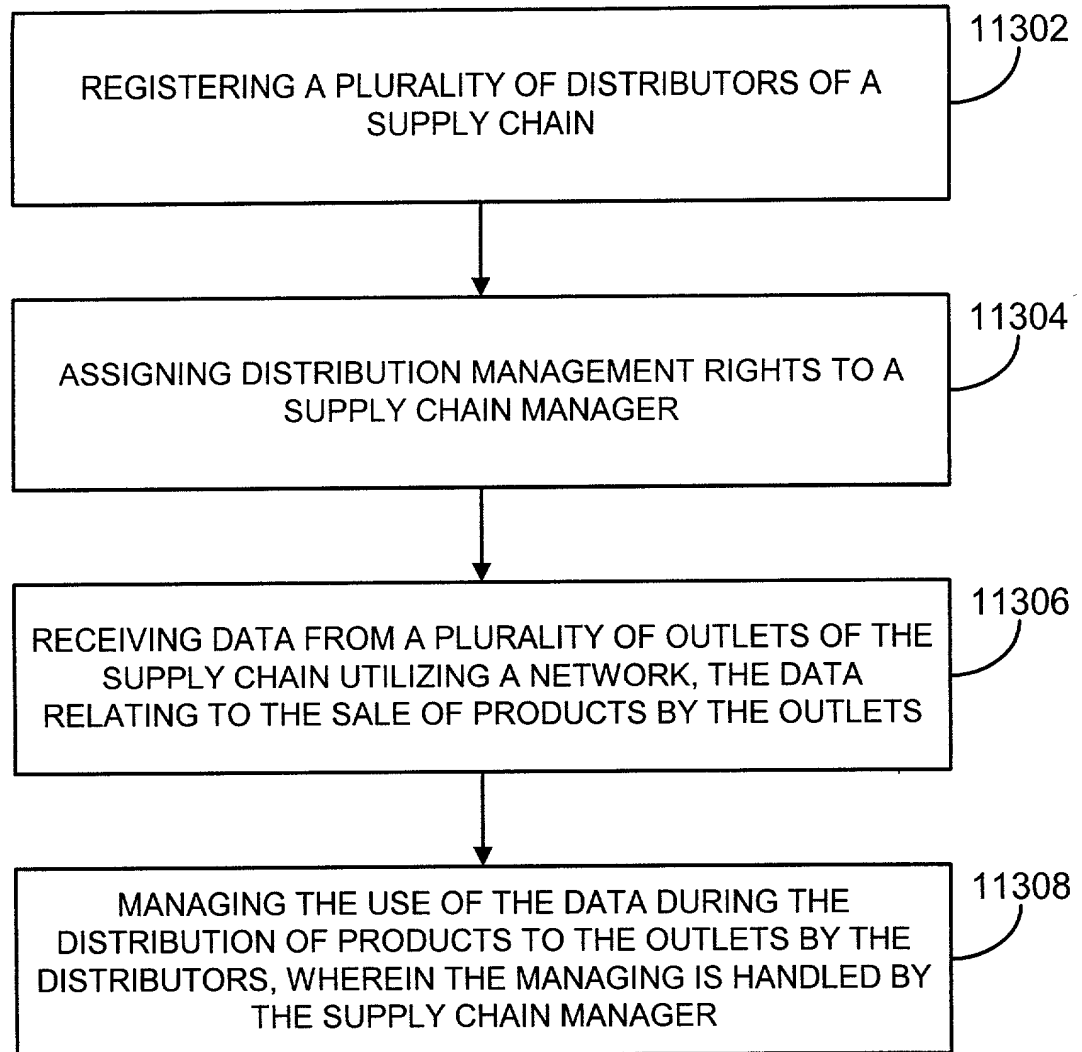 11302
REGISTERING A PLURALITY OF DISTRIBUTORS OF A
SUPPLY CHAIN
11304
ASSIGNING DISTRIBUTION MANAGEMENT RIGHTS TO A
SUPPLY CHAIN MANAGER
11306
RECEIVING DATA FROM A PLURALITY OF OUTLETS OF THE
SUPPLY CHAIN UTILIZING A NETWORK, THE DATA
RELATING TO THE SALE OF PRODUCTS BY THE OUTLETS
11308
MANAGING THE USE OF THE DATA DURING THE
DISTRIBUTION OF PRODUCTS TO THE OUTLETS BY THE
DISTRIBUTORS, WHEREIN THE MANAGING IS HANDLED BY
THE SUPPLY CHAIN MANAGER